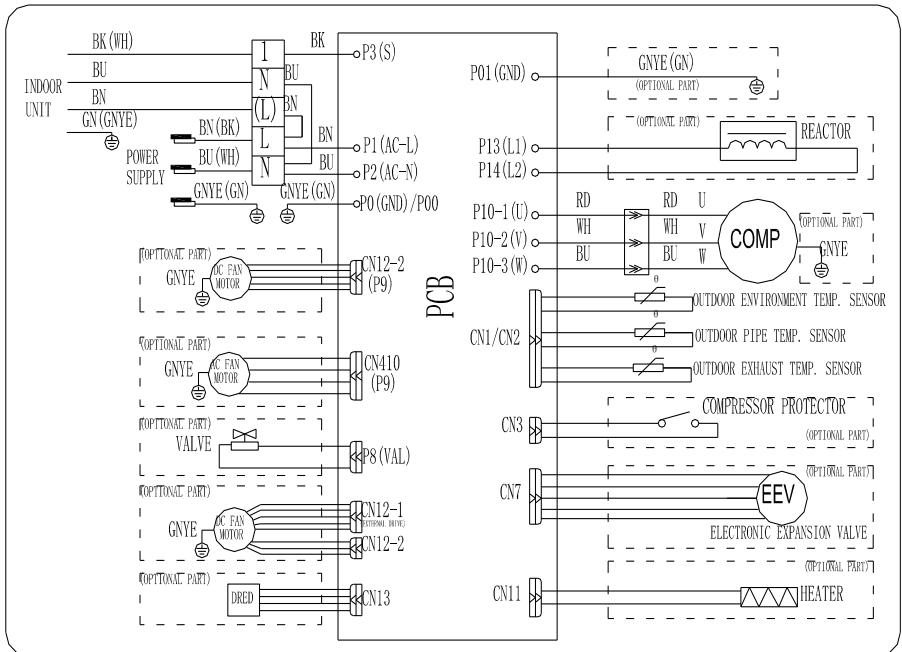 BK(WH)
BU
INDOOR
UNIT
BN
GN(GNYE)
BN(BK)
POWER
SUPPLY
BU(WH)
GNYE(GN)
1
N
(L)
L
N
BK
BU
BN
BN
BU
GNYE(GN)
P3(S)
P1(AC-L)
P2(AC-N)
P0(GND)/P00
(OPTIONAL PART)
GNYE
DC FAN
MOTOR
CN12-2
(P9)
(OPTIONAL PART)
GNYE
AC FAN
MOTOR
CN410
(P9)
(OPTIONAL PART)
VALVE
P8(VAL)
(OPTIONAL PART)
GNYE
DC FAN
MOTOR
CN12-1
(EXTERNAL DRIVE)
CN12-2
(OPTIONAL PART)
DRED
CN13
PCB
P01(GND)
GNYE(GN)
(OPTIONAL PART)
(OPTIONAL PART)
REACTOR
P13(L1)
P14(L2)
P10-1(U)
P10-2(V)
P10-3(W)
RD
WH
BU
RD
WH
BU
U
V
W
COMP
(OPTIONAL PART)
GNYE
CN1/CN2
θ
OUTDOOR ENVIRONMENT TEMP. SENSOR
θ
OUTDOOR PIPE TEMP. SENSOR
θ
OUTDOOR EXHAUST TEMP. SENSOR
CN3
COMPRESSOR PROTECTOR
(OPTIONAL PART)
CN7
(OPTIONAL PART)
EEV
ELECTRONIC EXPANSION VALVE
(OPTIONAL PART)
CN11
HEATER